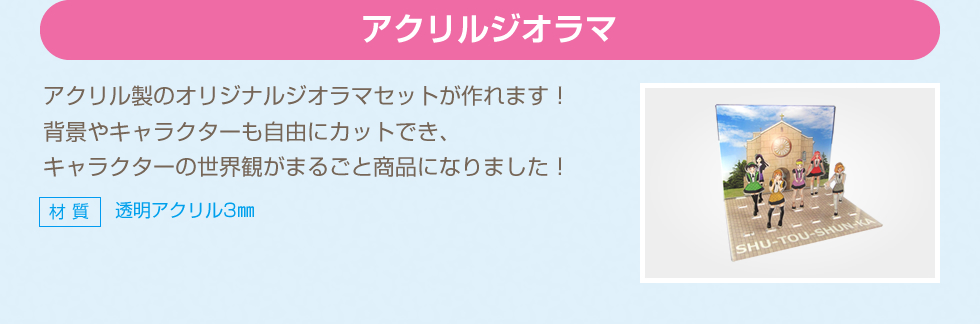 アクリルジオラマ
アクリル製のオリジナルジオラマセットが作れます！
背景やキャラクターも自由にカットでき、
キャラクターの世界観がまるごと商品になりました！
材 質 透明アクリル3㎜
SHU-TOU-SHUN-KA